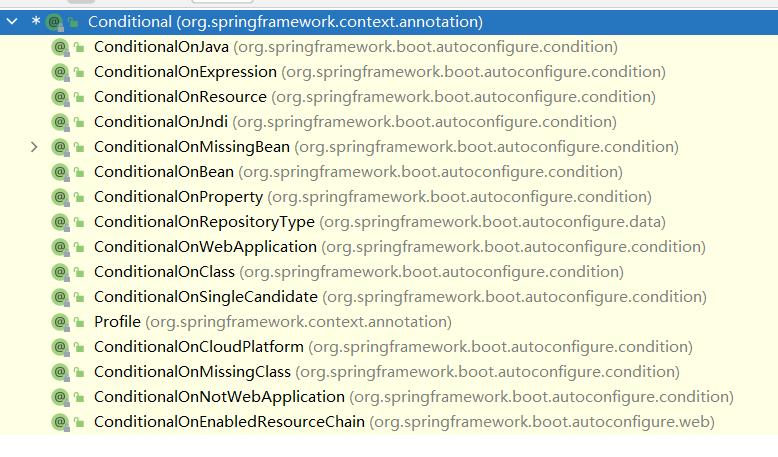 * Conditional (org.springframework.context.annotation)
ConditionalOnJava (org.springframework.boot.autoconfigure.condition)
ConditionalOnExpression (org.springframework.boot.autoconfigure.condition)
ConditionalOnResource (org.springframework.boot.autoconfigure.condition)
ConditionalOnJndi (org.springframework.boot.autoconfigure.condition)
ConditionalOnMissingBean (org.springframework.boot.autoconfigure.condition)
ConditionalOnBean (org.springframework.boot.autoconfigure.condition)
ConditionalOnProperty (org.springframework.boot.autoconfigure.condition)
ConditionalOnRepositoryType (org.springframework.boot.autoconfigure.data)
ConditionalOnWebApplication (org.springframework.boot.autoconfigure.condition)
ConditionalOnClass (org.springframework.boot.autoconfigure.condition)
ConditionalOnSingleCandidate (org.springframework.boot.autoconfigure.condition)
Profile (org.springframework.context.annotation)
ConditionalOnCloudPlatform (org.springframework.boot.autoconfigure.condition)
ConditionalOnMissingClass (org.springframework.boot.autoconfigure.condition)
ConditionalOnNotWebApplication (org.springframework.boot.autoconfigure.condition)
ConditionalOnEnabledResourceChain (org.springframework.boot.autoconfigure.web)